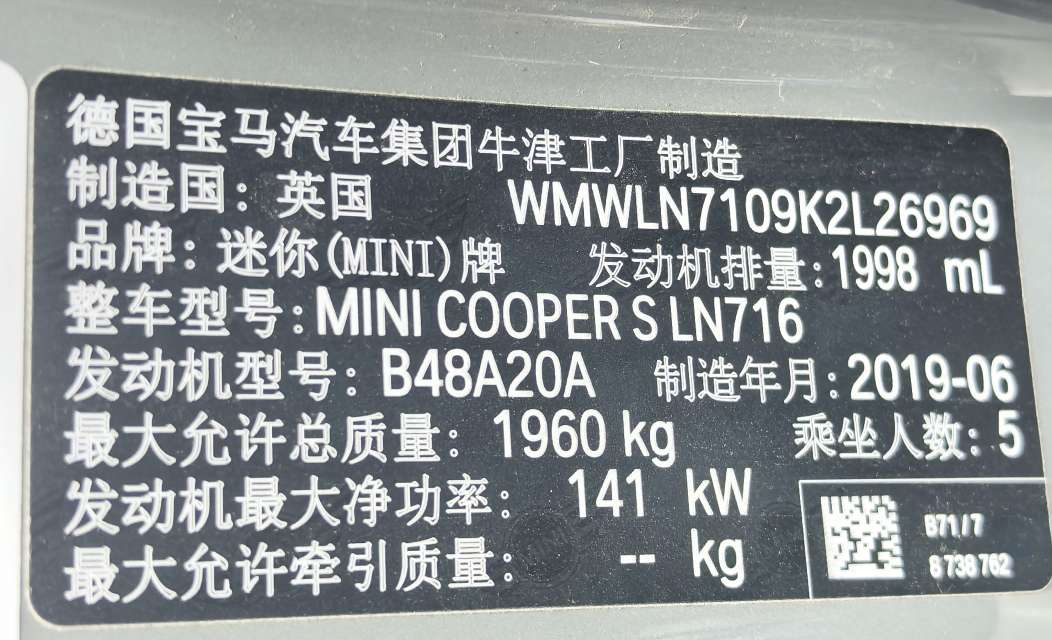 德国宝马汽车集团牛津工厂制造
制造国：英国 WMWLN7109K2L26969
品牌：迷你(MINI)牌 发动机排量：1998 mL
整车型号：MINI COOPER S LN716
发动机型号：B48A20A 制造年月：2019-06
最大允许总质量：1960 kg 乘坐人数：5
发动机最大净功率：141 kW
最大允许牵引质量：-- kg
B71/7
8 738 762